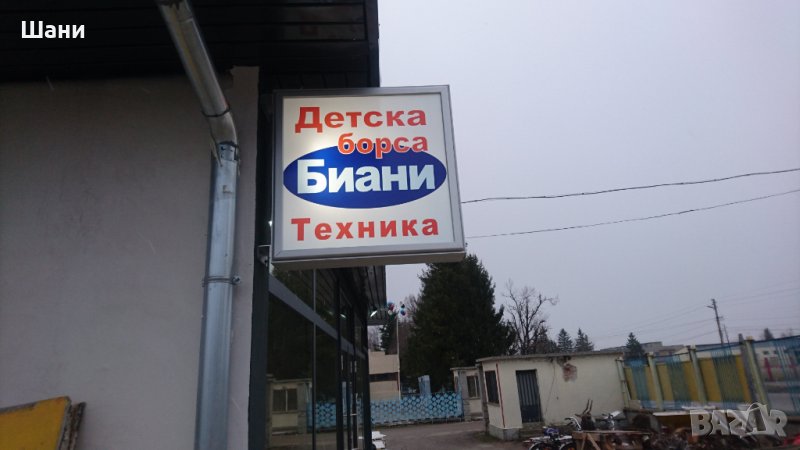 Шани
Детска
борса
Биани
Техника
BAZAR